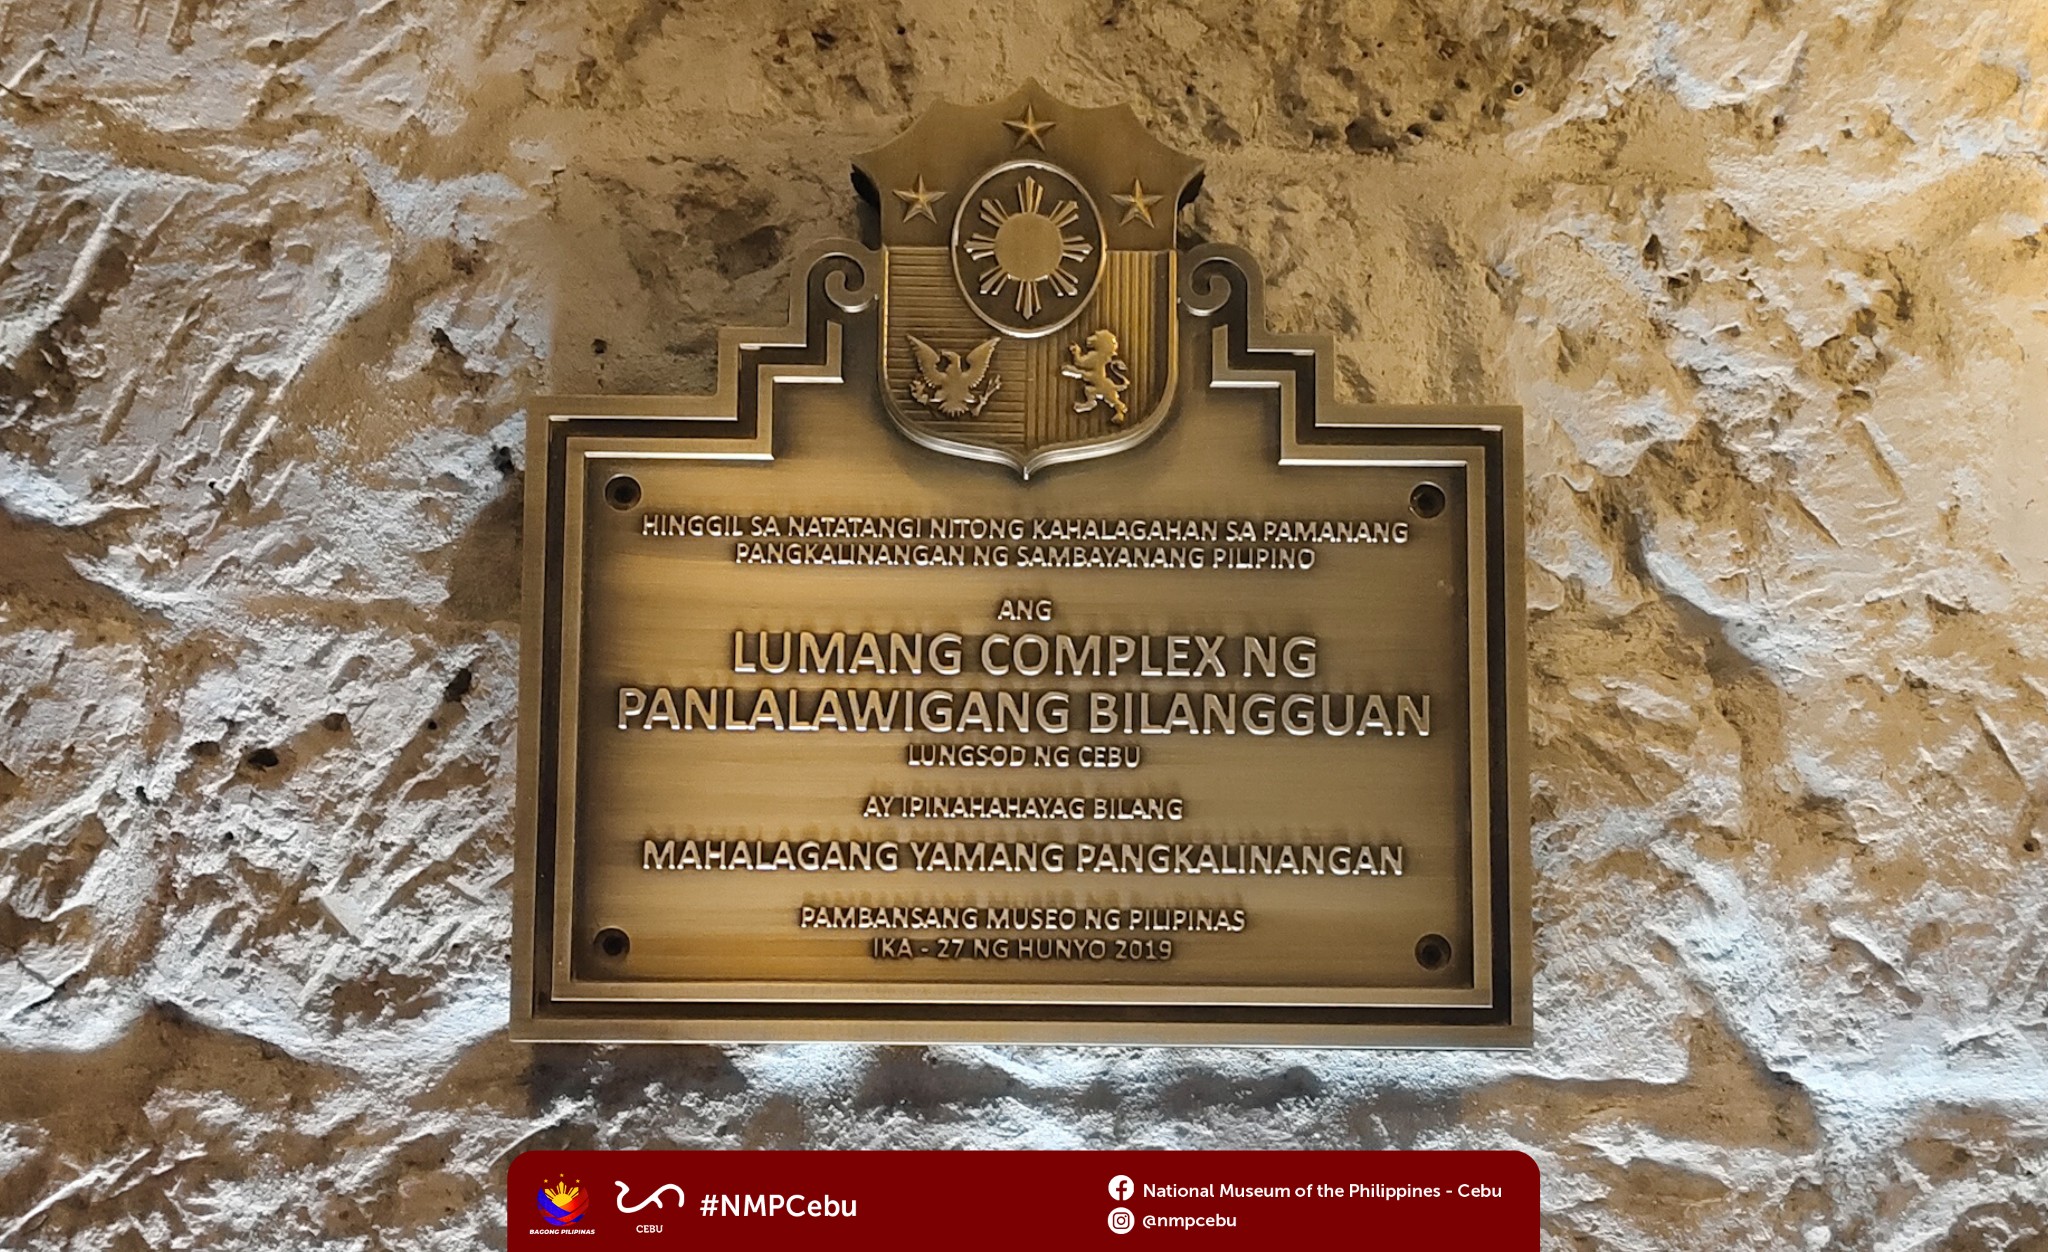 HINGGIL SA NATATANGI NITONG KAHALAGAHAN SA PAMANANG
PANGKALINANGAN NG SAMBAYANANG PILIPINO
ANG
LUMANG COMPLEX NG
PANLALAWIGANG BILANGGUAN
LUNGSOD NG CEBU
AY IPINAHAHAYAG BILANG
MAHALAGANG YAMANG PANGKALINANGAN
PAMBANSANG MUSEO NG PILIPINAS
IKA - 27 NG HUNYO 2019
BAGONG PILIPINAS
CEBU
#NMPCebu
National Museum of the Philippines - Cebu
@nmpcebu